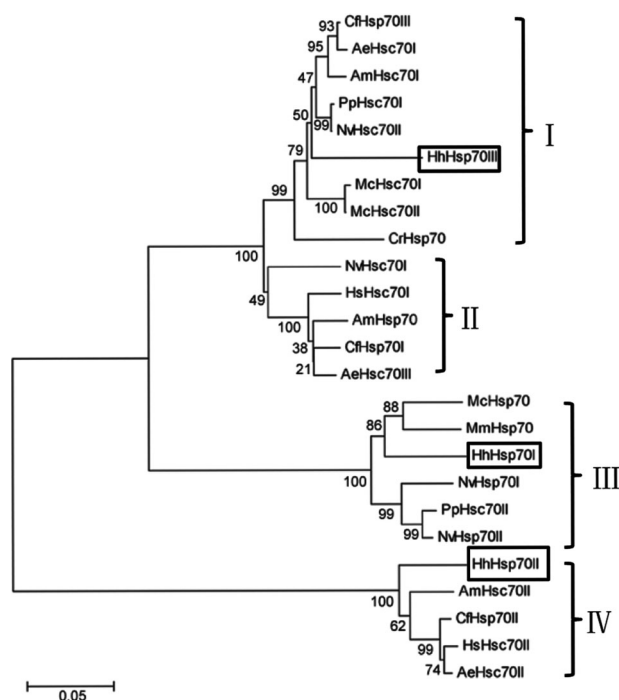 CfHsp70III
93
AeHsc70I
95
AmHsc70I
47
PpHsc70I
50
99
NvHsc70II
I
79
HhHsp70III
McHsc70I
99
100
McHsc70II
CrHsp70
100
NvHsc70I
49
HsHsc70I
100
AmHsp70
II
38
CfHsp70I
21
AeHsc70III
McHsp70
88
86
MmHsp70
HhHsp70I
100
NvHsp70I
III
99
PpHsc70II
99
NvHsp70II
HhHsp70II
100
AmHsc70II
62
CfHsp70II
IV
99
HsHsc70II
74
AeHsc70II
0.05